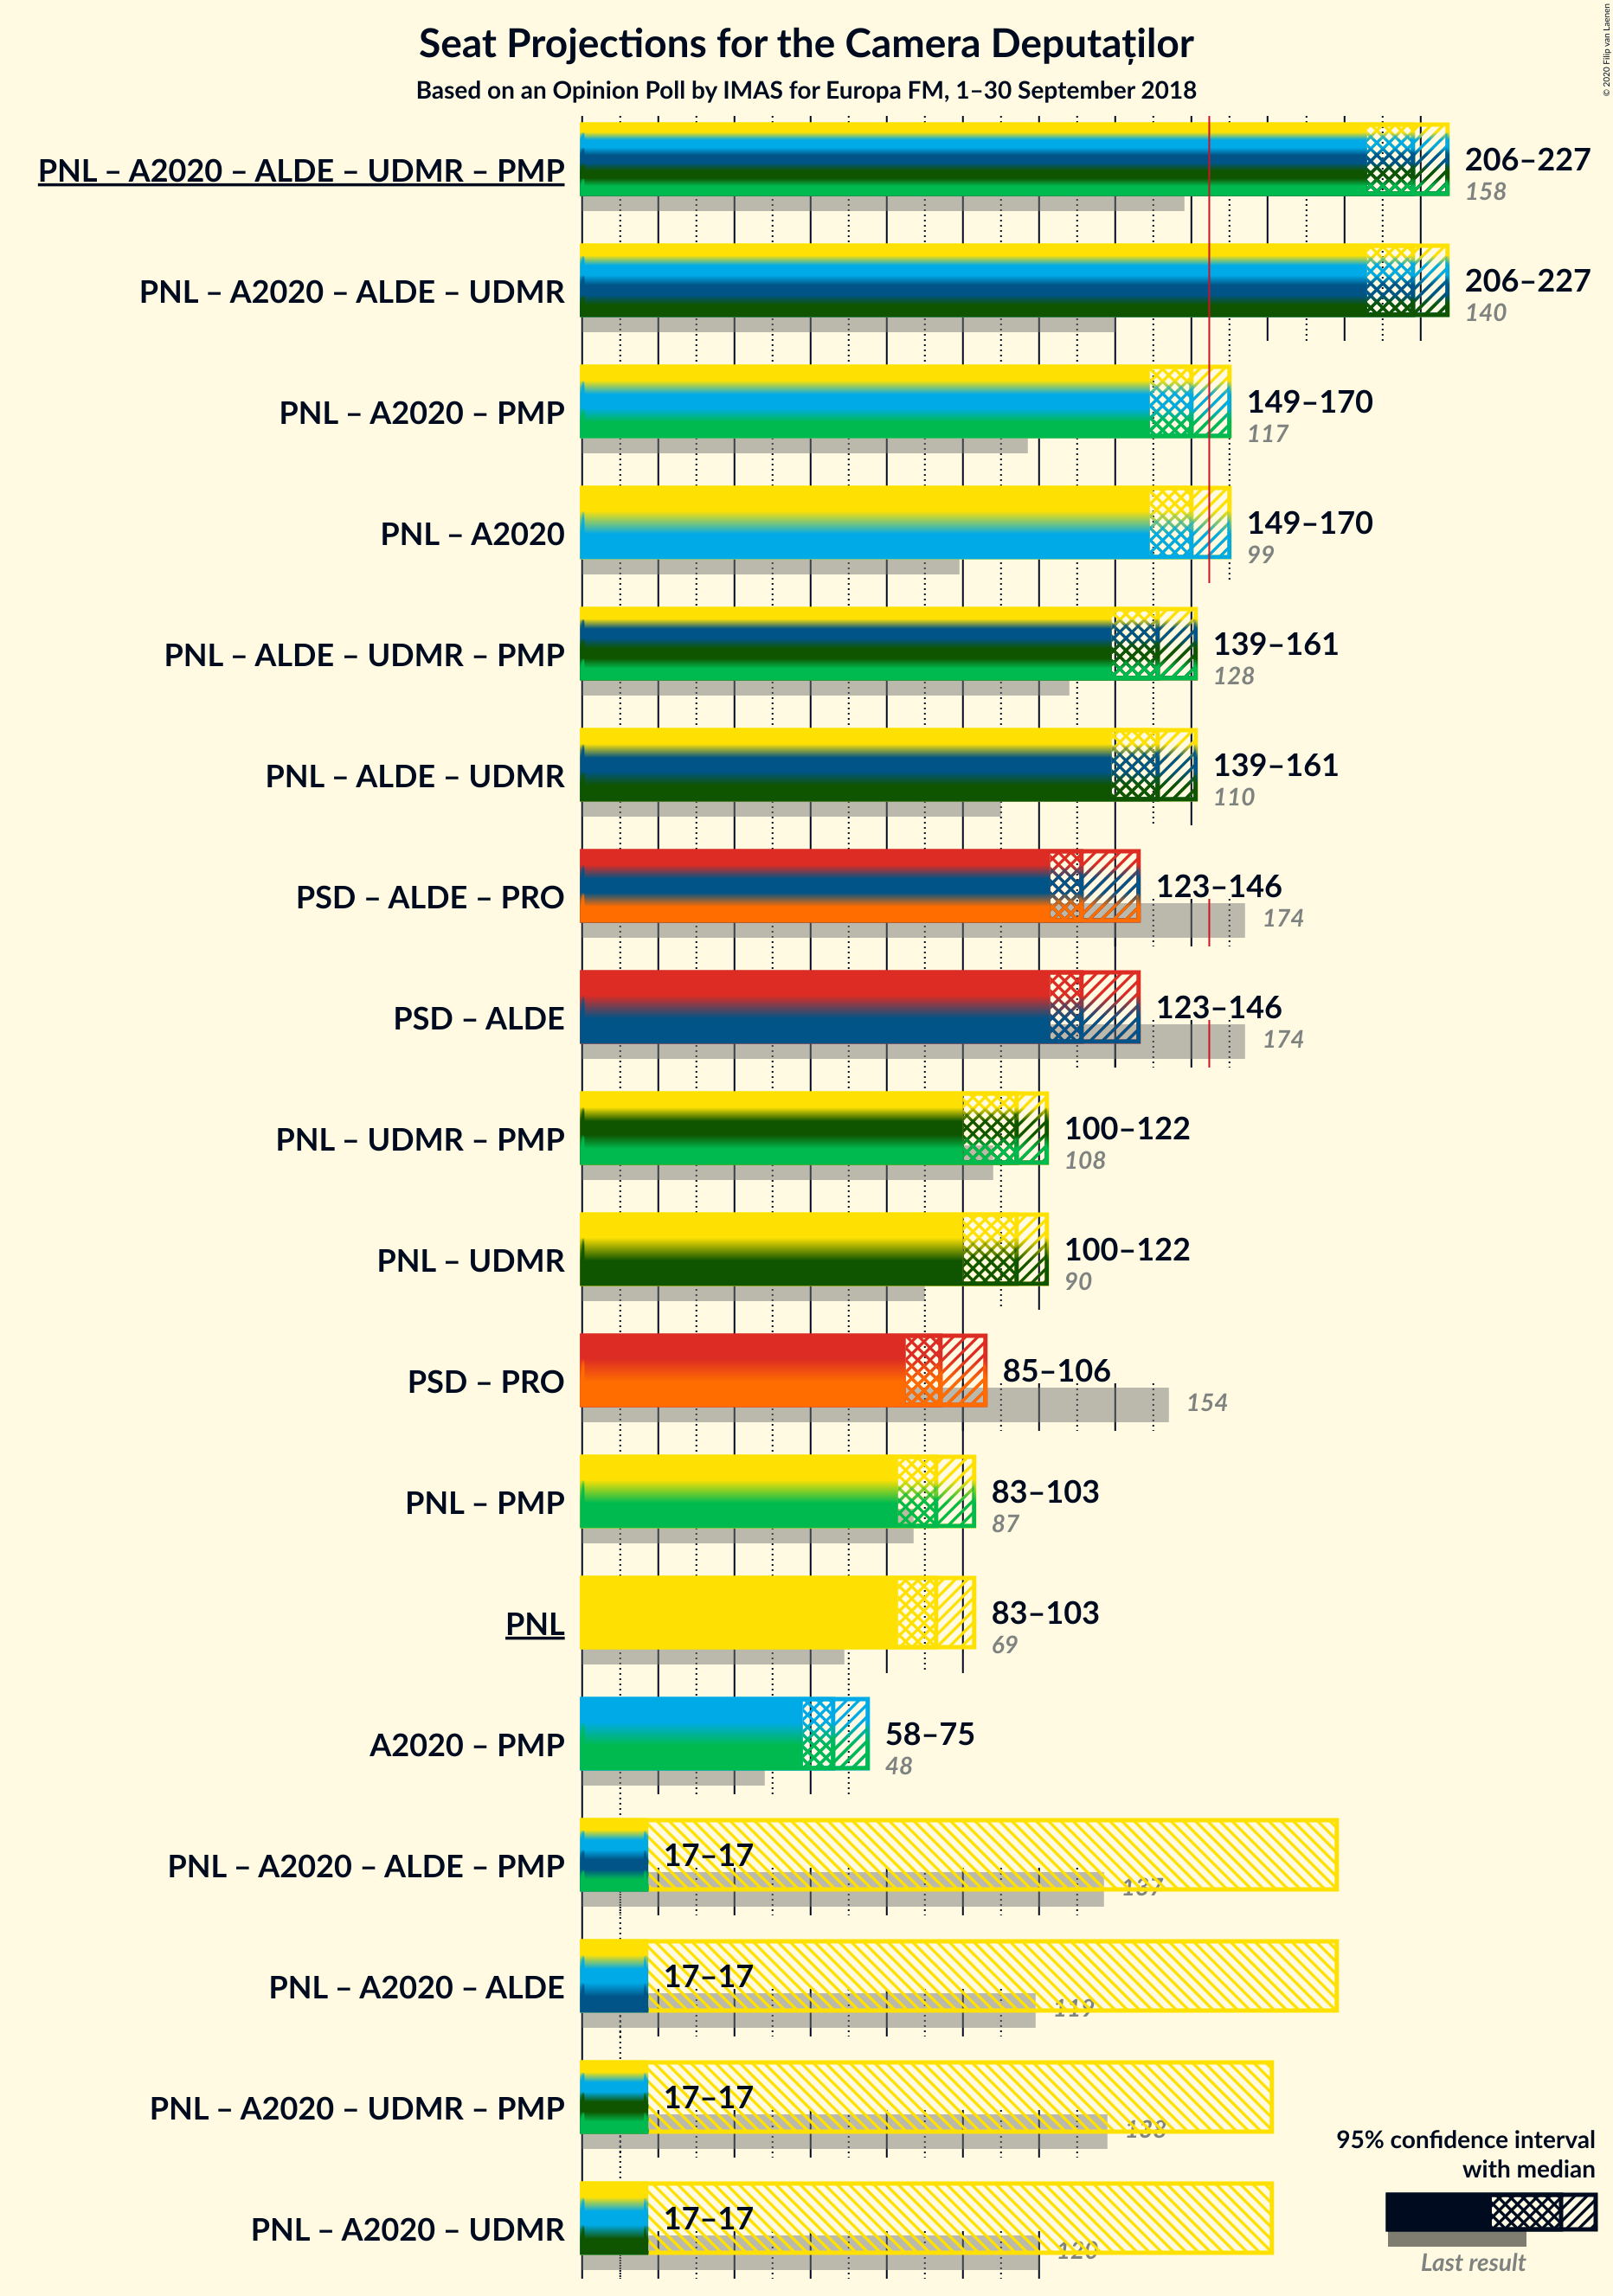 Seat Projections for the Camera Deputaților
Based on an Opinion Poll by IMAS for Europa FM, 1–30 September 2018
© 2020 Filip van Laenen
PNL – A2020 – ALDE – UDMR – PMP
206–227
158
PNL – A2020 – ALDE – UDMR
206–227
140
PNL – A2020 – PMP
149–170
117
PNL – A2020
149–170
99
PNL – ALDE – UDMR – PMP
139–161
128
PNL – ALDE – UDMR
139–161
110
PSD – ALDE – PRO
123–146
174
PSD – ALDE
123–146
174
PNL – UDMR – PMP
100–122
108
PNL – UDMR
100–122
90
PSD – PRO
85–106
154
PNL – PMP
83–103
87
PNL
83–103
69
A2020 – PMP
58–75
48
PNL – A2020 – ALDE – PMP
17–17
137
PNL – A2020 – ALDE
17–17
119
PNL – A2020 – UDMR – PMP
17–17
138
PNL – A2020 – UDMR
17–17
120
95% confidence interval
with median
Last result